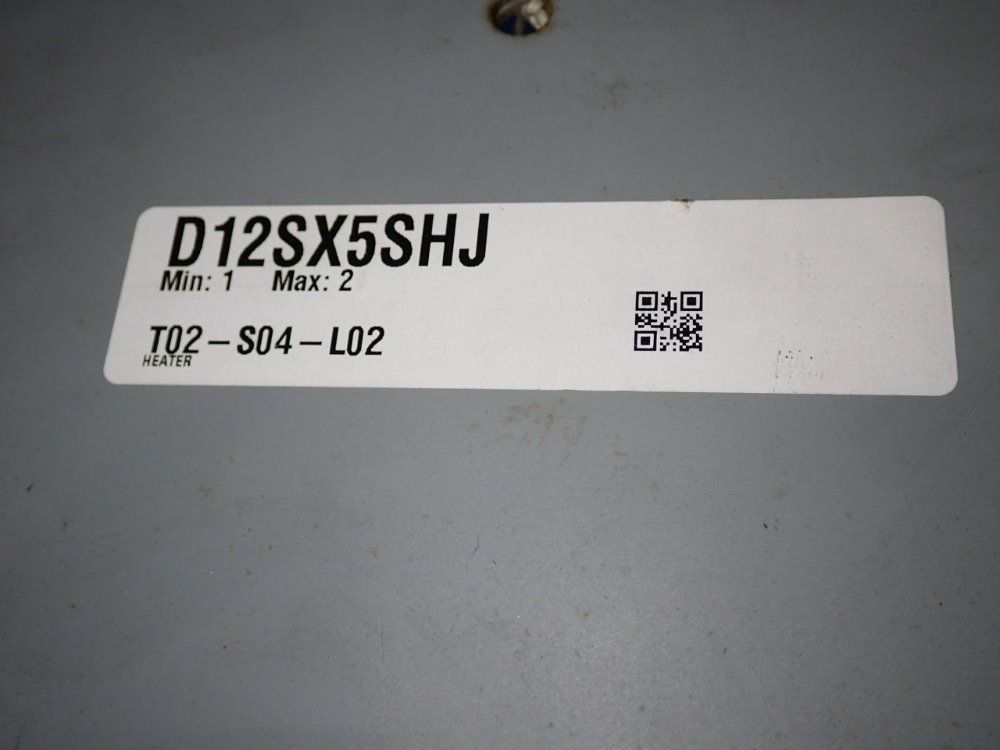 D12SX5SHJ
Min: 1 Max: 2
T02-S04-L02
HEATER